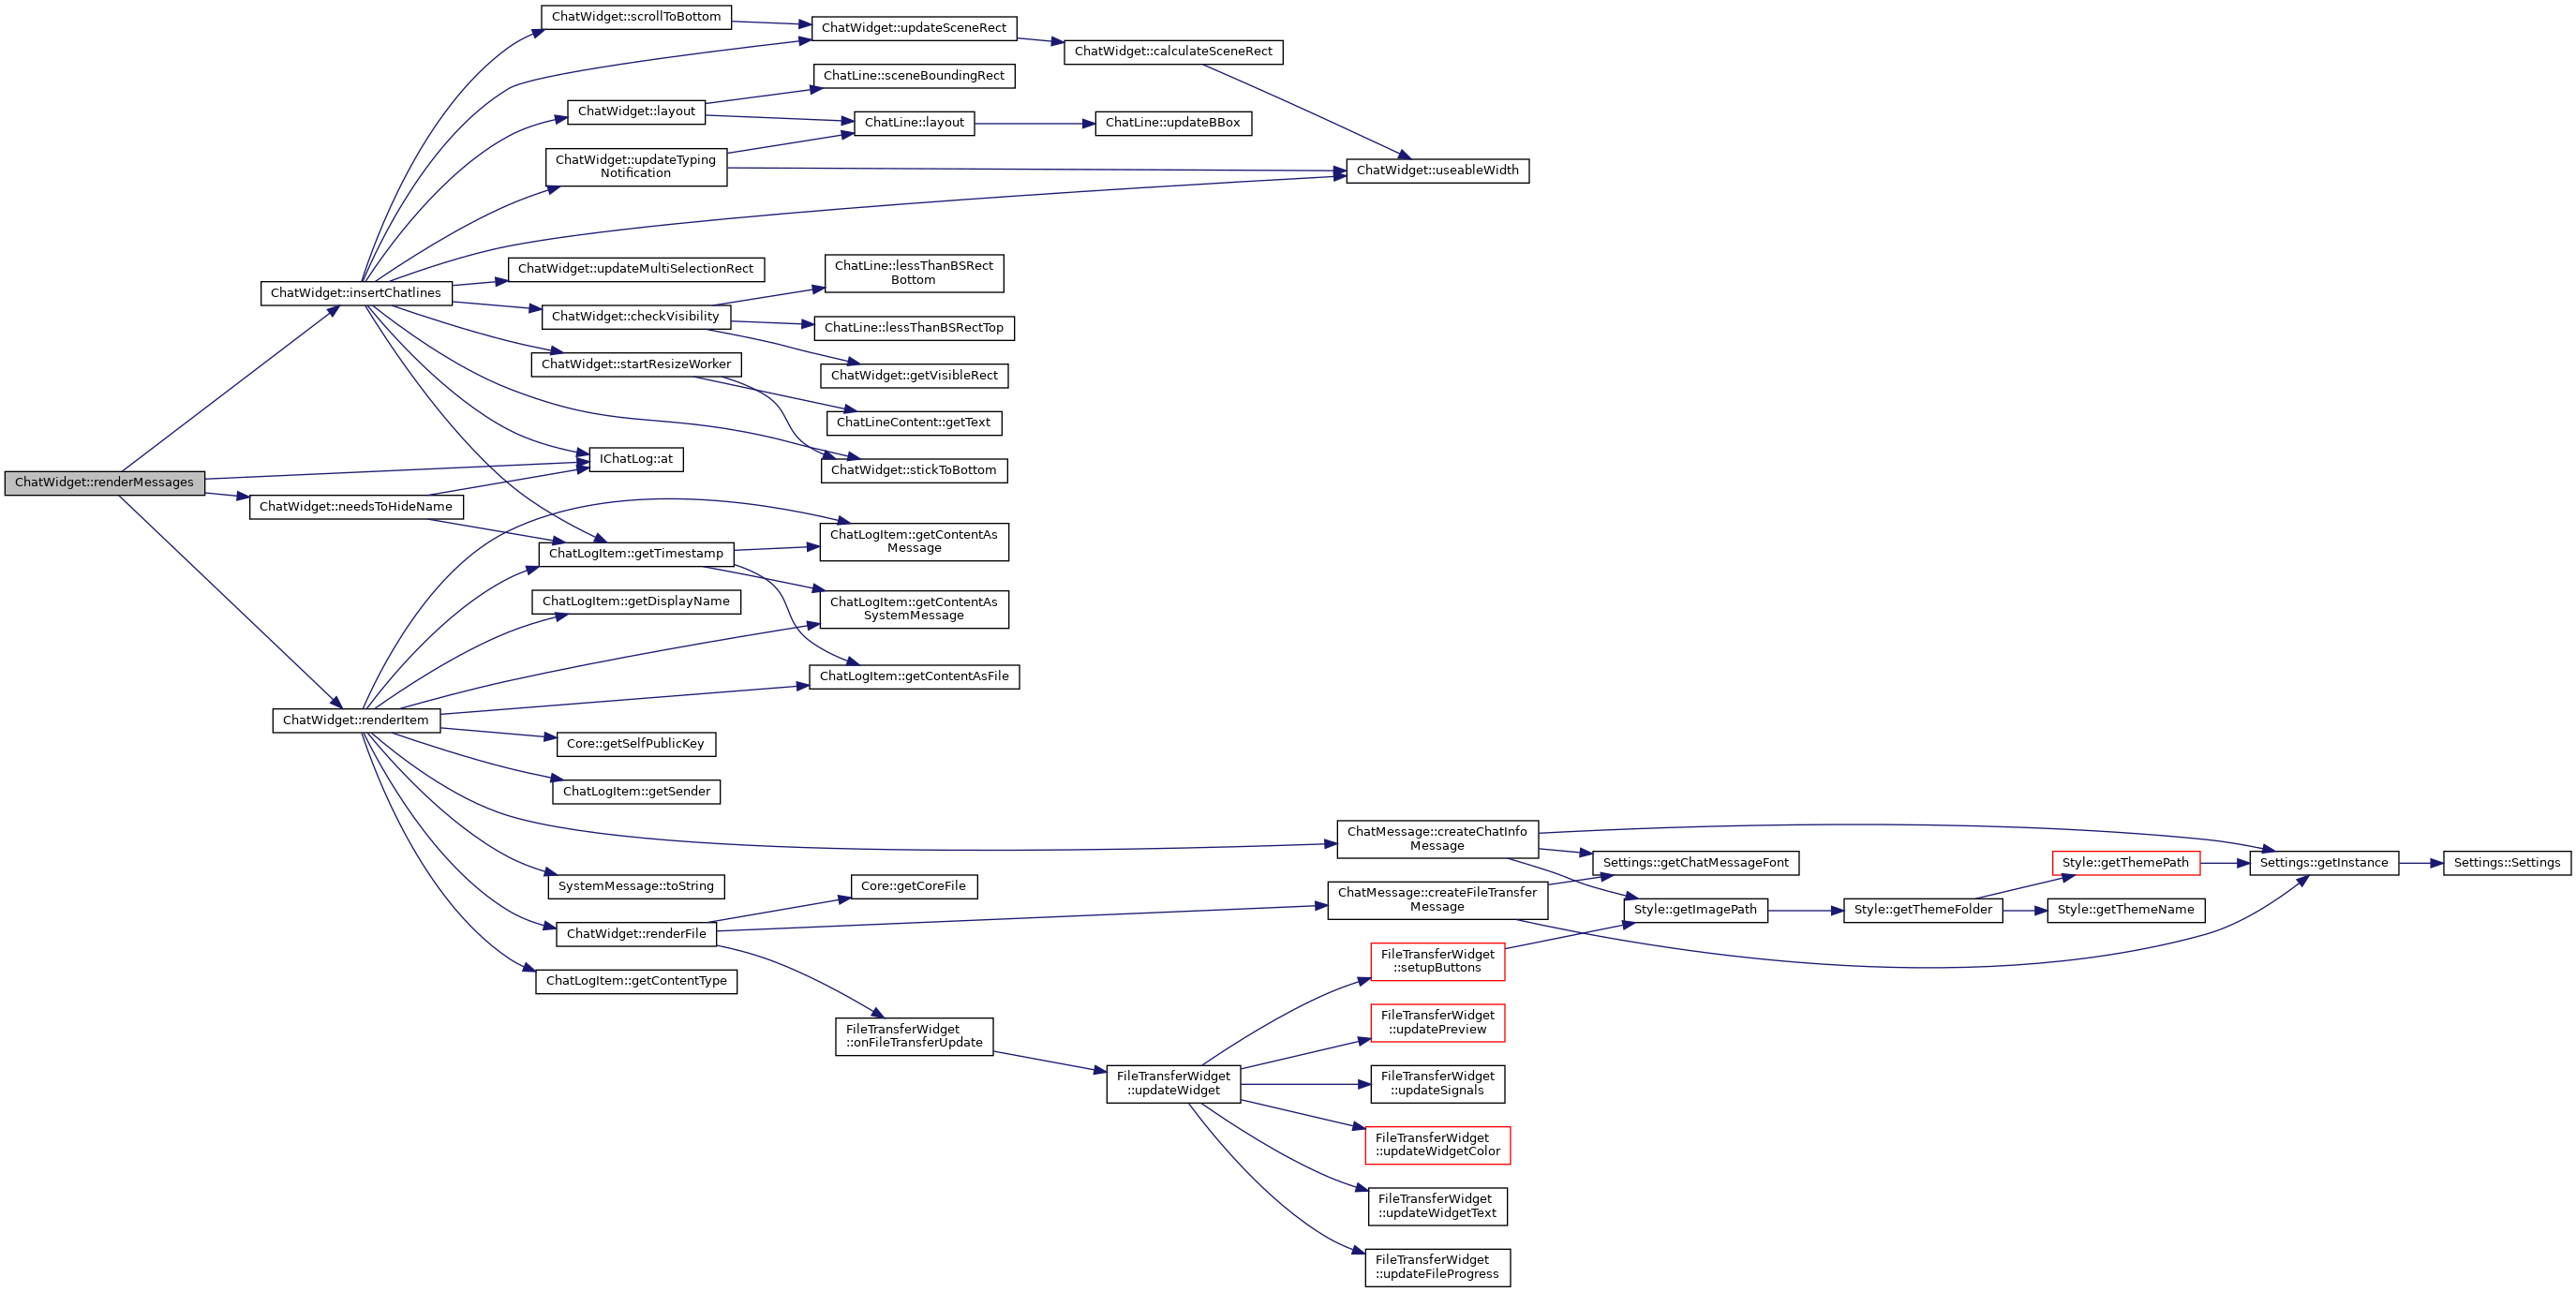 ChatWidget::scrollToBottom
ChatWidget::updateSceneRect
ChatWidget::calculateSceneRect
ChatLine::sceneBoundingRect
ChatWidget::layout
ChatLine::layout
ChatLine::updateBBox
ChatWidget::updateTyping
Notification
ChatWidget::useableWidth
ChatWidget::updateMultiSelectionRect
ChatLine::lessThanBSRect
Bottom
ChatWidget::insertChatlines
ChatWidget::checkVisibility
ChatLine::lessThanBSRectTop
ChatWidget::startResizeWorker
ChatWidget::getVisibleRect
ChatLineContent::getText
IChatLog::at
ChatWidget::stickToBottom
ChatWidget::renderMessages
ChatWidget::needsToHideName
ChatLogItem::getContentAs
Message
ChatLogItem::getTimestamp
ChatLogItem::getDisplayName
ChatLogItem::getContentAs
SystemMessage
ChatLogItem::getContentAsFile
ChatWidget::renderItem
Core::getSelfPublicKey
ChatLogItem::getSender
ChatMessage::createChatInfo
Message
Settings::getChatMessageFont
Style::getThemePath
Settings::getInstance
Settings::Settings
SystemMessage::toString
Core::getCoreFile
ChatMessage::createFileTransfer
Message
Style::getImagePath
Style::getThemeFolder
Style::getThemeName
ChatWidget::renderFile
FileTransferWidget
::setupButtons
ChatLogItem::getContentType
FileTransferWidget
::updatePreview
FileTransferWidget
::onFileTransferUpdate
FileTransferWidget
::updateWidget
FileTransferWidget
::updateSignals
FileTransferWidget
::updateWidgetColor
FileTransferWidget
::updateWidgetText
FileTransferWidget
::updateFileProgress